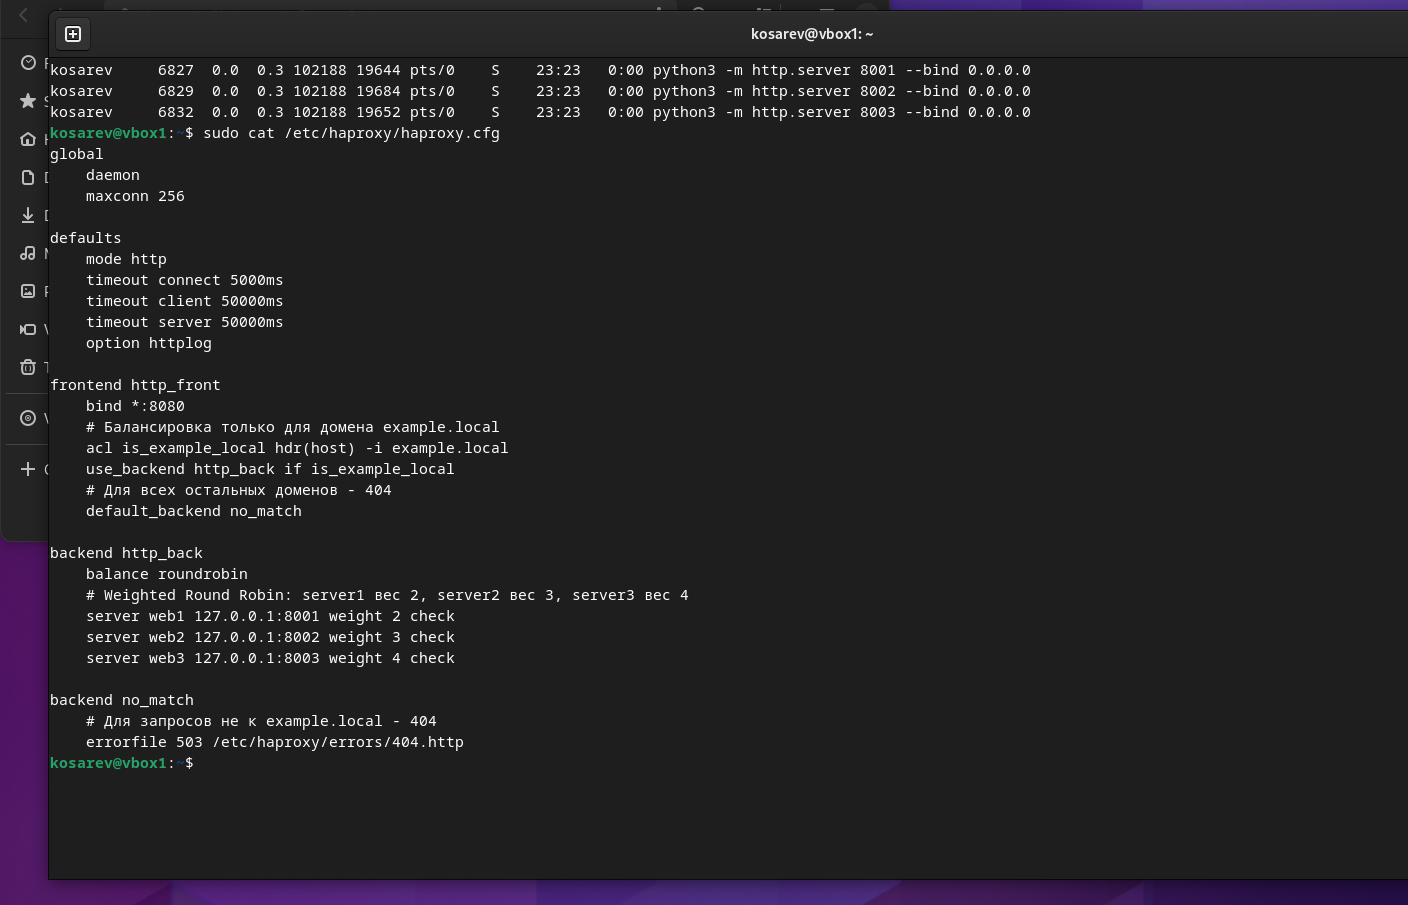 kosarev@vbox1: ~
kosarev     6827  0.0  0.3 102188 19644 pts/0    S    23:23   0:00 python3 -m http.server 8001 --bind 0.0.0.0
kosarev     6829  0.0  0.3 102188 19684 pts/0    S    23:23   0:00 python3 -m http.server 8002 --bind 0.0.0.0
kosarev     6832  0.0  0.3 102188 19652 pts/0    S    23:23   0:00 python3 -m http.server 8003 --bind 0.0.0.0
kosarev@vbox1:~$ sudo cat /etc/haproxy/haproxy.cfg
global
    daemon
    maxconn 256

defaults
    mode http
    timeout connect 5000ms
    timeout client 50000ms
    timeout server 50000ms
    option httplog

frontend http_front
    bind *:8080
    # Балансировка только для домена example.local
    acl is_example_local hdr(host) -i example.local
    use_backend http_back if is_example_local
    # Для всех остальных доменов - 404
    default_backend no_match

backend http_back
    balance roundrobin
    # Weighted Round Robin: server1 вес 2, server2 вес 3, server3 вес 4
    server web1 127.0.0.1:8001 weight 2 check
    server web2 127.0.0.1:8002 weight 3 check
    server web3 127.0.0.1:8003 weight 4 check

backend no_match
    # Для запросов не к example.local - 404
    errorfile 503 /etc/haproxy/errors/404.http
kosarev@vbox1:~$